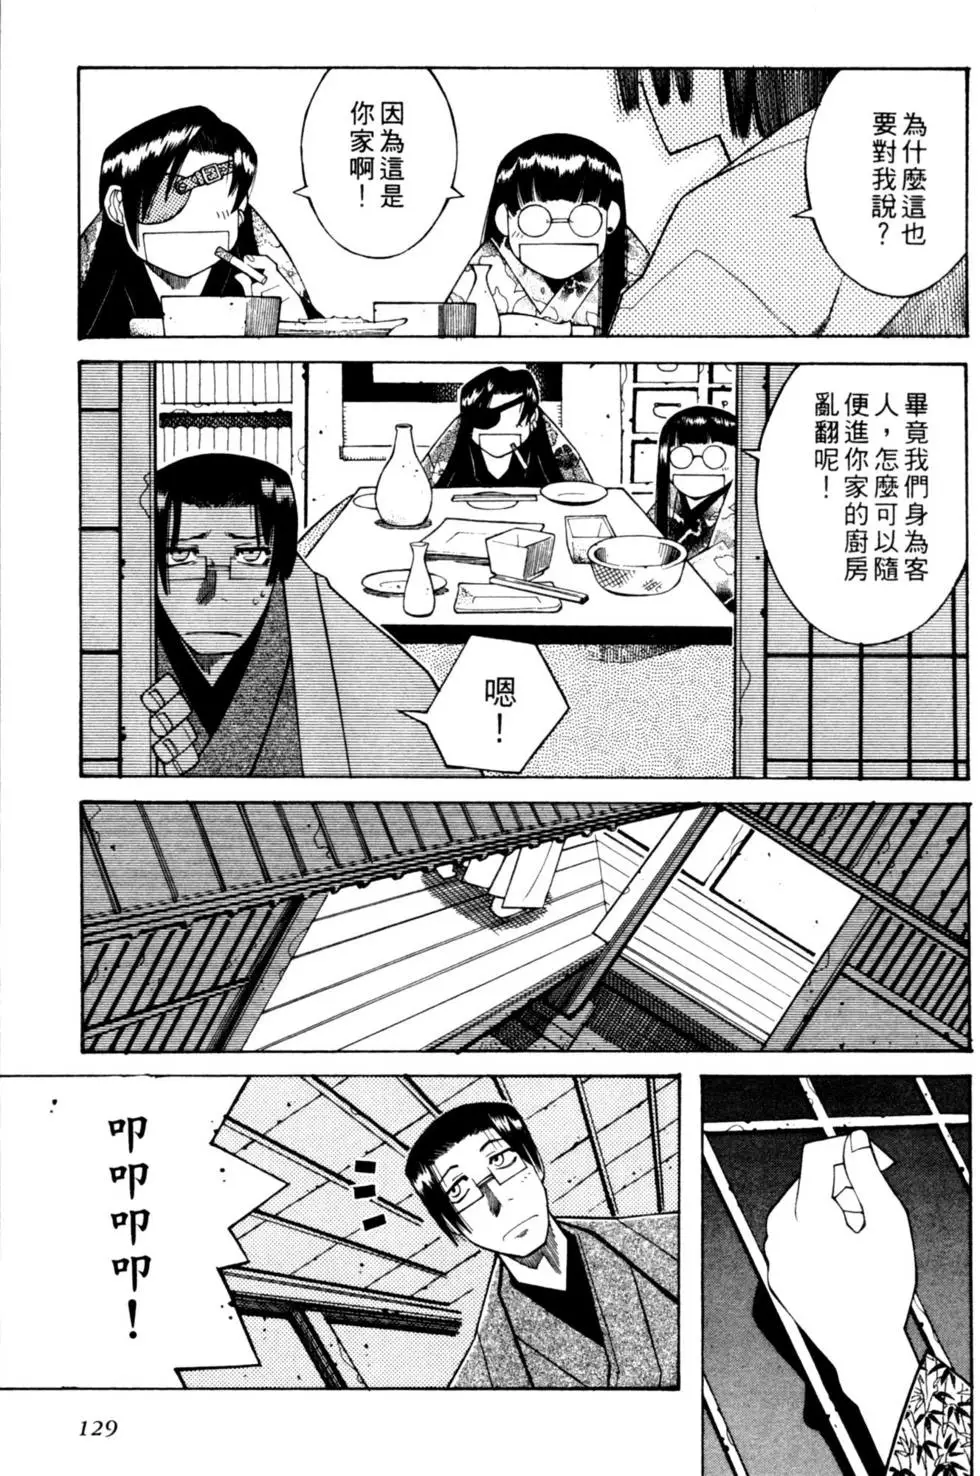 為什麼這也
要對我說？
因為這是
你家啊！
畢竟我們身為客
人，怎麼可以隨
便進你家的廚房
亂翻呢！
嗯！
叩叩叩叩！
129